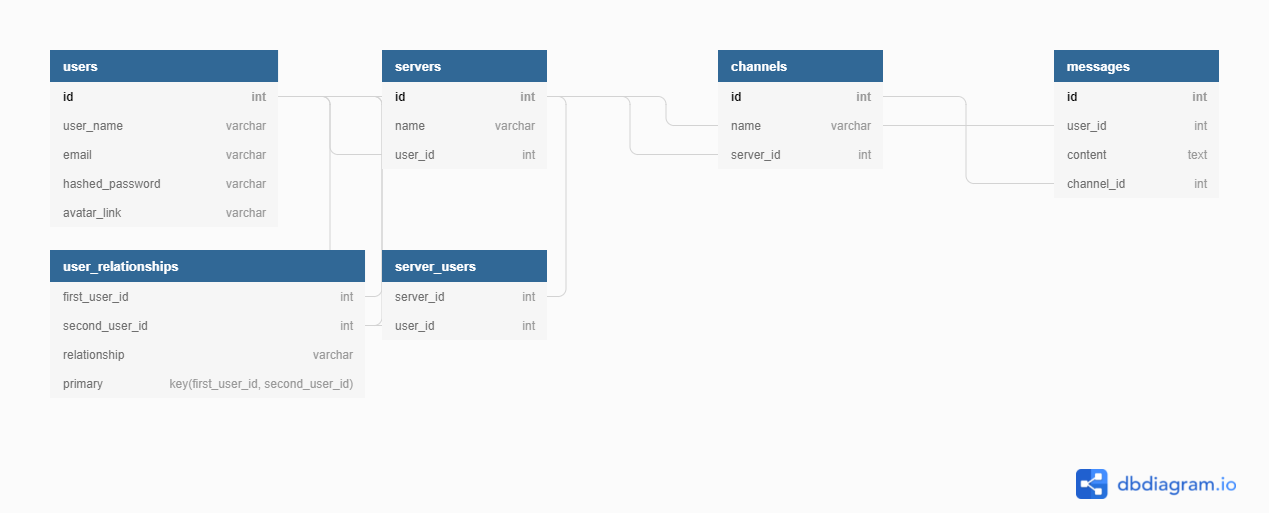 users
id int
user_name varchar
email varchar
hashed_password varchar
avatar_link varchar
servers
id int
name varchar
user_id int
channels
id int
name varchar
server_id int
messages
id int
user_id int
content text
channel_id int
user_relationships
first_user_id int
second_user_id int
relationship varchar
primary key(first_user_id, second_user_id)
server_users
server_id int
user_id int
dbdiagram.io